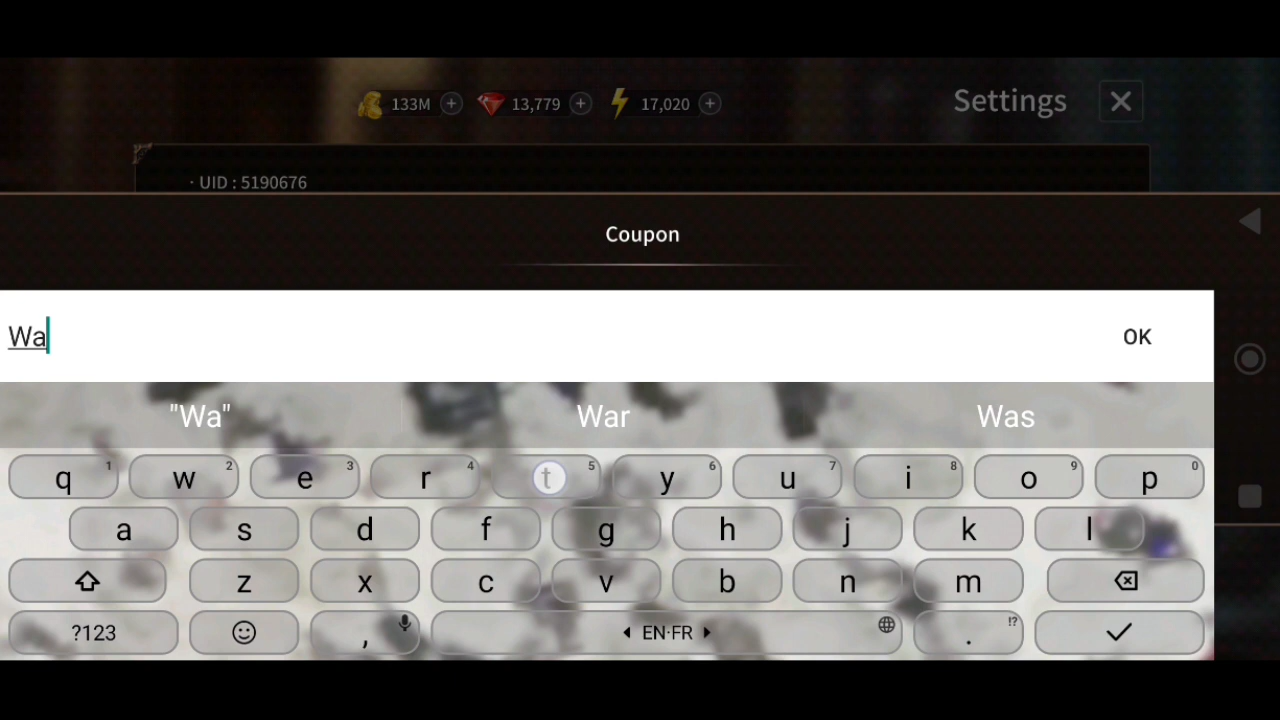 133M + 13,779 + 17,020 + Settings
· UID : 5190676
Coupon
Wa OK
"Wa" War Was
q 1 w 2 e 3 r 4 t 5 y 6 u 7 i 8 o 9 p 0
a s d f g h j k l
z x c v b n m
?123 , EN·FR . !?